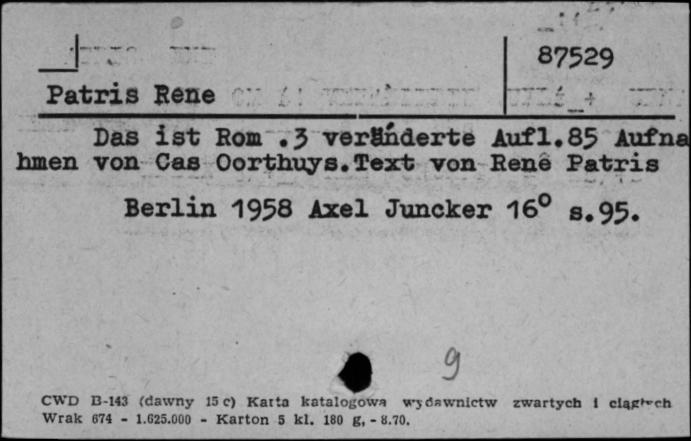 87529
Patris Rene
Das ist Rom .3 veränderte Aufl.85 Aufna
hmen von Cas Oorthuys.Text von Renê Patris
Berlin 1958 Axel Juncker 16° s.95.
9
CWD B-143 (dawny 15 c) Karta katalogowa wydawnictw zwartych i ciągłych
Wrak 674 - 1.625.000 - Karton 5 kl. 180 g, - 8.70.